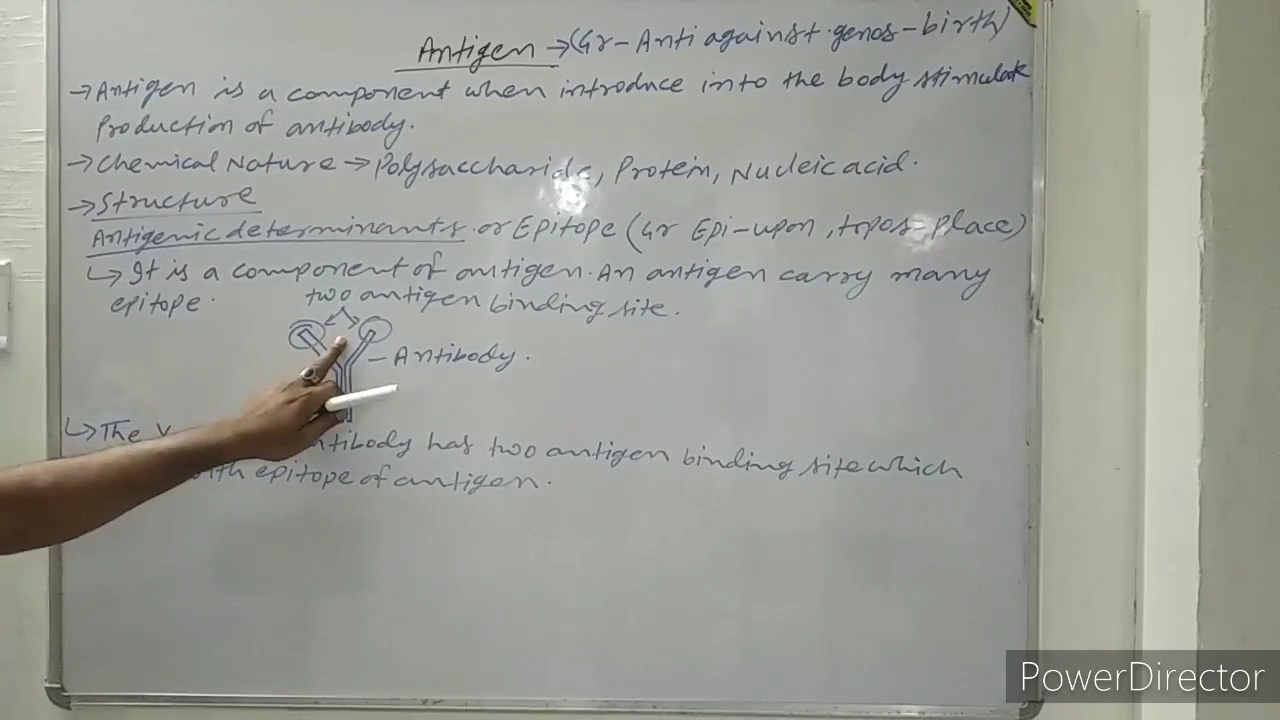 Antigen →(Gr-Anti against genos-birth)
→Antigen is a component when introduce into the body stimulate
Production of antibody.
→Chemical Nature → Polysaccharide, Protein, Nucleic acid.
→Structure
Antigenic determinants or Epitope (Gr Epi-upon, topos-place)
↳It is a component of antigen. An antigen carry many
epitope.
two antigen binding site.
-Antibody.
↳The has two antigen binding site which
epitope of antigen.
PowerDirector